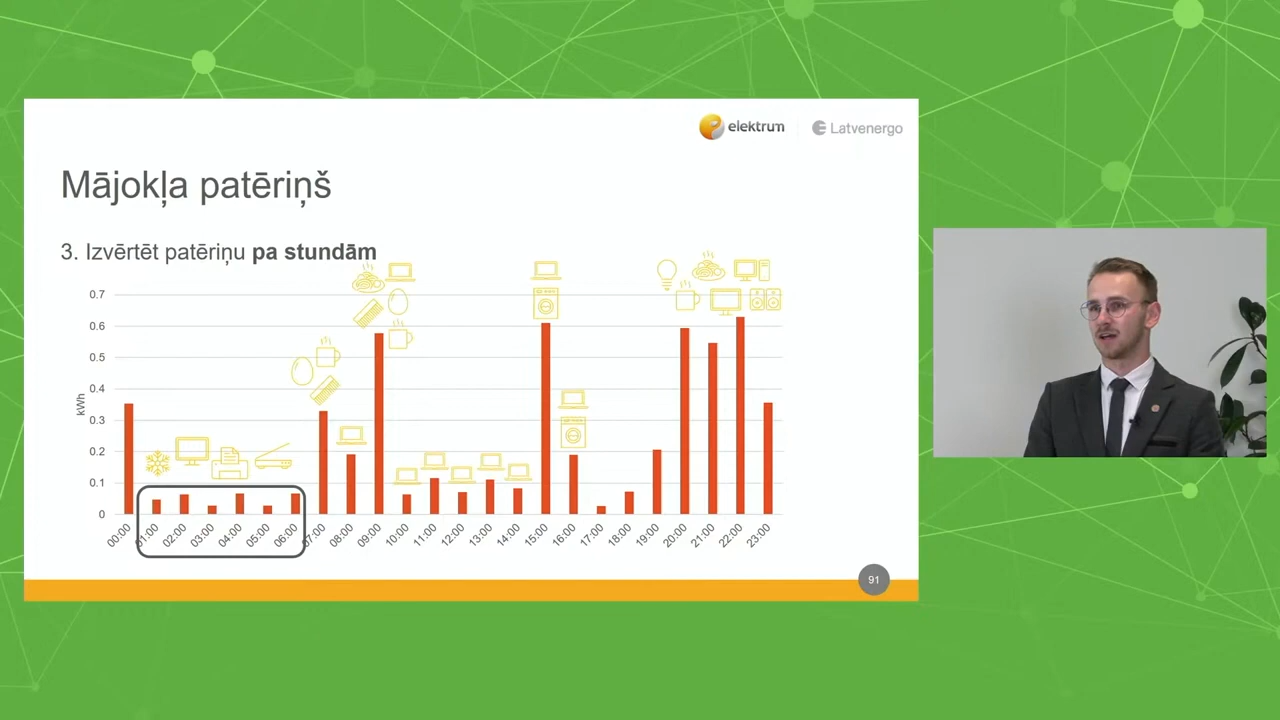 elektrum
Latvenergo
Mājokļa patēriņš
3. Izvērtēt patēriņu pa stundām
kWh
0.7
0.6
0.5
0.4
0.3
0.2
0.1
0
00:00 01:00 02:00 03:00 04:00 05:00 06:00 07:00 08:00 09:00 10:00 11:00 12:00 13:00 14:00 15:00 16:00 17:00 18:00 19:00 20:00 21:00 22:00 23:00
91